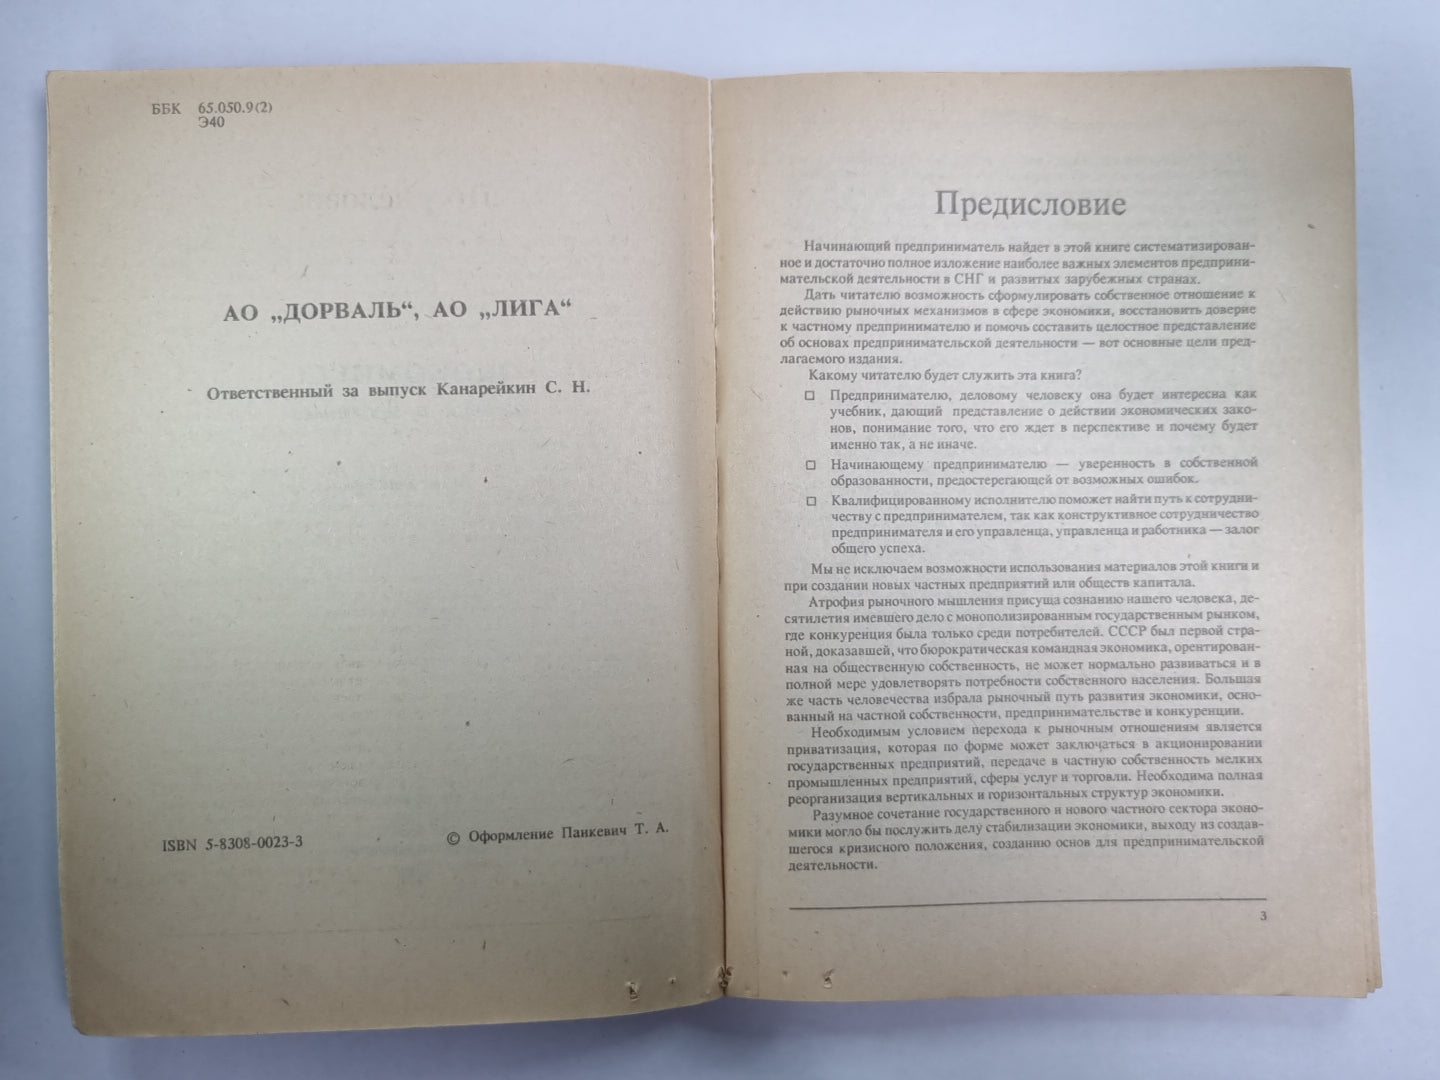 ББК 65.050.9(2)
Э40
АО „ДОРВАЛЬ“, АО „ЛИГА“
Ответственный за выпуск Канарейкин С. Н.
ISBN 5-8308-0023-3
© Оформление Панкевич Т. А.
Предисловие
Начинающий предприниматель найдет в этой книге систематизирован-
ное и достаточно полное изложение наиболее важных элементов предприни-
мательской деятельности в СНГ и развитых зарубежных странах.
Дать читателю возможность сформулировать собственное отношение к
действию рыночных механизмов в сфере экономики, восстановить доверие
к частному предпринимателю и помочь составить целостное представление
об основах предпринимательской деятельности — вот основные цели пред-
лагаемого издания.
Какому читателю будет служить эта книга?
□ Предпринимателю, деловому человеку она будет интересна как
учебник, дающий представление о действии экономических зако-
нов, понимание того, что его ждет в перспективе и почему будет
именно так, а не иначе.
□ Начинающему предпринимателю — уверенность в собственной
образованности, предостерегающей от возможных ошибок.
□ Квалифицированному исполнителю поможет найти путь к сотрудни-
честву с предпринимателем, так как конструктивное сотрудничество
предпринимателя и его управленца, управленца и работника — залог
общего успеха.
Мы не исключаем возможности использования материалов этой книги и
при создании новых частных предприятий или обществ капитала.
Атрофия рыночного мышления присуща сознанию нашего человека, де-
сятилетия имевшего дело с монополизированным государственным рынком,
где конкуренция была только среди потребителей. СССР был первой стра-
ной, доказавшей, что бюрократическая командная экономика, орентирован-
ная на общественную собственность, не может нормально развиваться и в
полной мере удовлетворять потребности собственного населения. Большая
же часть человечества избрала рыночный путь развития экономики, осно-
ванный на частной собственности, предпринимательстве и конкуренции.
Необходимым условием перехода к рыночным отношениям является
приватизация, которая по форме может заключаться в акционировании
государственных предприятий, передаче в частную собственность мелких
промышленных предприятий, сферы услуг и торговли. Необходима полная
реорганизация вертикальных и горизонтальных структур экономики.
Разумное сочетание государственного и нового частного сектора эконо-
мики могло бы послужить делу стабилизации экономики, выходу из создав-
шегося кризисного положения, созданию основ для предпринимательской
деятельности.
3